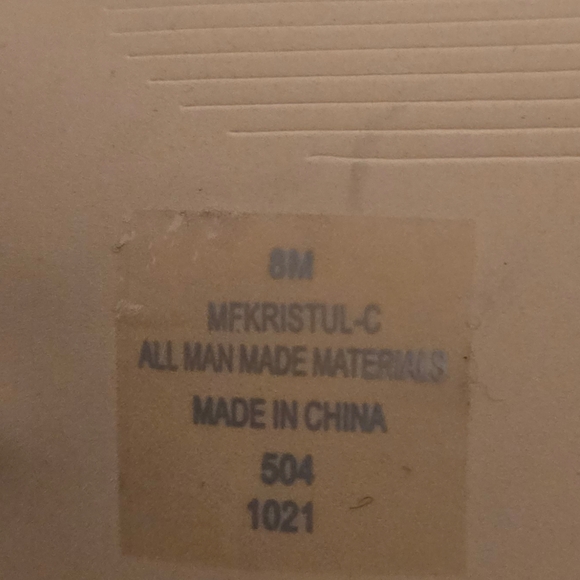 8M
MFKRISTUL-C
ALL MAN MADE MATERIALS
MADE IN CHINA
504
1021